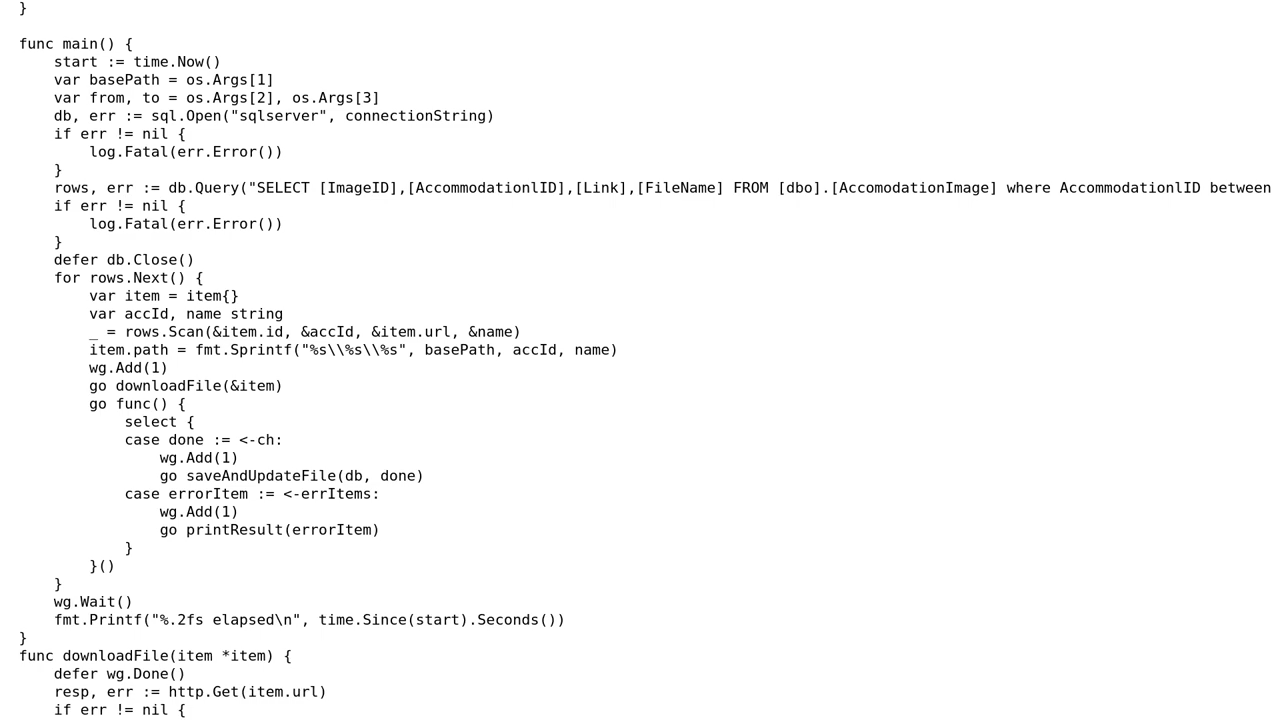 }
func main() {
    start := time.Now()
    var basePath = os.Args[1]
    var from, to = os.Args[2], os.Args[3]
    db, err := sql.Open("sqlserver", connectionString)
    if err != nil {
        log.Fatal(err.Error())
    }
    rows, err := db.Query("SELECT [ImageID],[AccommodationlID],[Link],[FileName] FROM [dbo].[AccomodationImage] where AccommodationlID between
    if err != nil {
        log.Fatal(err.Error())
    }
    defer db.Close()
    for rows.Next() {
        var item = item{}
        var accId, name string
        _ = rows.Scan(&item.id, &accId, &item.url, &name)
        item.path = fmt.Sprintf("%s\\%s\\%s", basePath, accId, name)
        wg.Add(1)
        go downloadFile(&item)
        go func() {
            select {
            case done := <-ch:
                wg.Add(1)
                go saveAndUpdateFile(db, done)
            case errorItem := <-errItems:
                wg.Add(1)
                go printResult(errorItem)
            }
        }()
    }
    wg.Wait()
    fmt.Printf("%.2fs elapsed\n", time.Since(start).Seconds())
}
func downloadFile(item *item) {
    defer wg.Done()
    resp, err := http.Get(item.url)
    if err != nil {